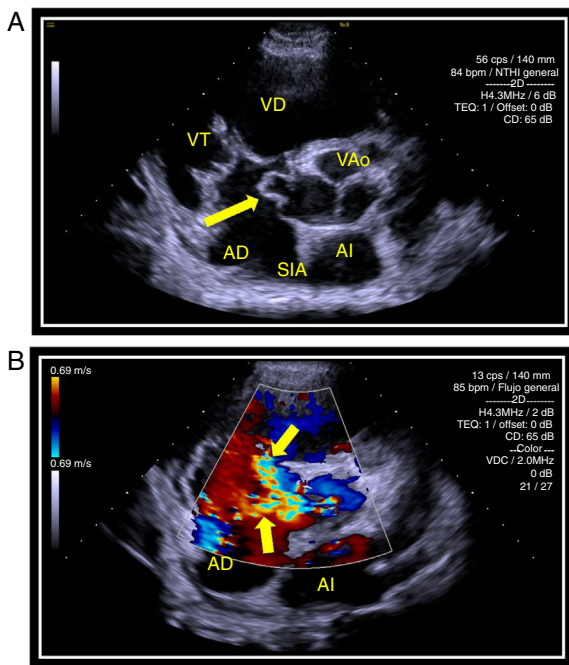 A
56 cps / 140 mm
84 bpm / NTHI general
--------2D--------
H4.3MHz / 6 dB
TEQ: 1 / Offset: 0 dB
CD: 65 dB
VD
VT
VAo
AD
AI
SIA
B
0.69 m/s
0.69 m/s
13 cps / 140 mm
85 bpm / Flujo general
--------2D--------
H4.3MHz / 2 dB
TEQ: 1 / offset: 0 dB
CD: 65 dB
---Color---
VDC / 2.0MHz
0 dB
21 / 27
AD
AI